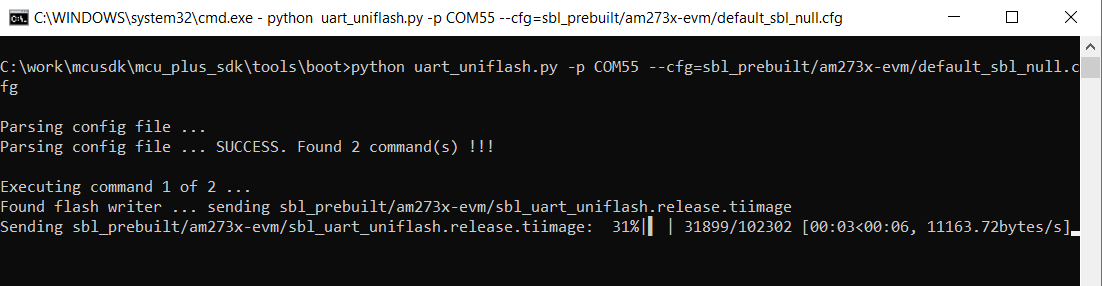 C:\WINDOWS\system32\cmd.exe - python  uart_uniflash.py -p COM55 --cfg=sbl_prebuilt/am273x-evm/default_sbl_null.cfg
C:\work\mcusdk\mcu_plus_sdk\tools\boot>python uart_uniflash.py -p COM55 --cfg=sbl_prebuilt/am273x-evm/default_sbl_null.c
fg
Parsing config file ...
Parsing config file ... SUCCESS. Found 2 command(s) !!!
Executing command 1 of 2 ...
Found flash writer ... sending sbl_prebuilt/am273x-evm/sbl_uart_uniflash.release.tiimage
Sending sbl_prebuilt/am273x-evm/sbl_uart_uniflash.release.tiimage:  31%|▌ | 31899/102302 [00:03<00:06, 11163.72bytes/s]